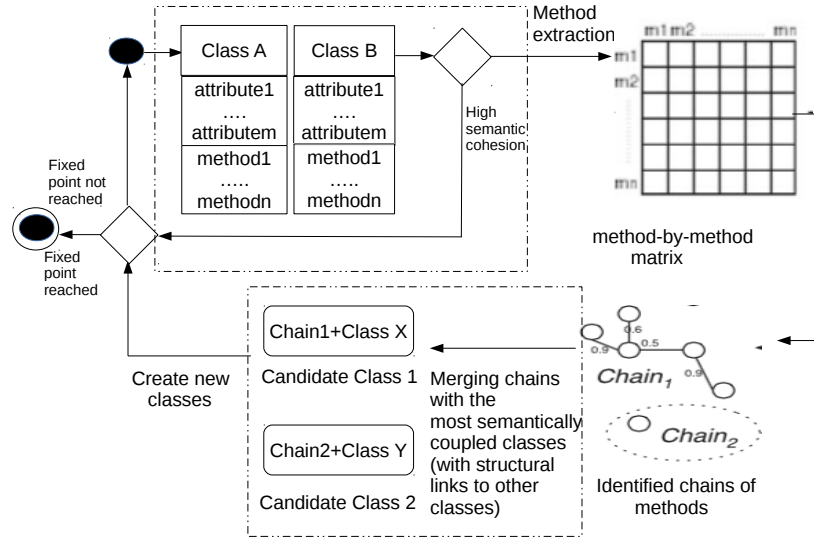 Class A
attribute1
....
attributem
method1
.....
methodn
Class B
attribute1
....
attributem
method1
.....
methodn
High
semantic
cohesion
Method
extraction
m1 m2 ................ mn
m1
m2
mn
method-by-method
matrix
Fixed
point not
reached
Fixed
point
reached
Create new
classes
Chain1+Class X
Candidate Class 1
Chain2+Class Y
Candidate Class 2
Merging chains
with the
most semantically
coupled classes
(with structural
links to other
classes)
0.6
0.9
0.5
0.9
Chain1
Chain2
Identified chains of
methods